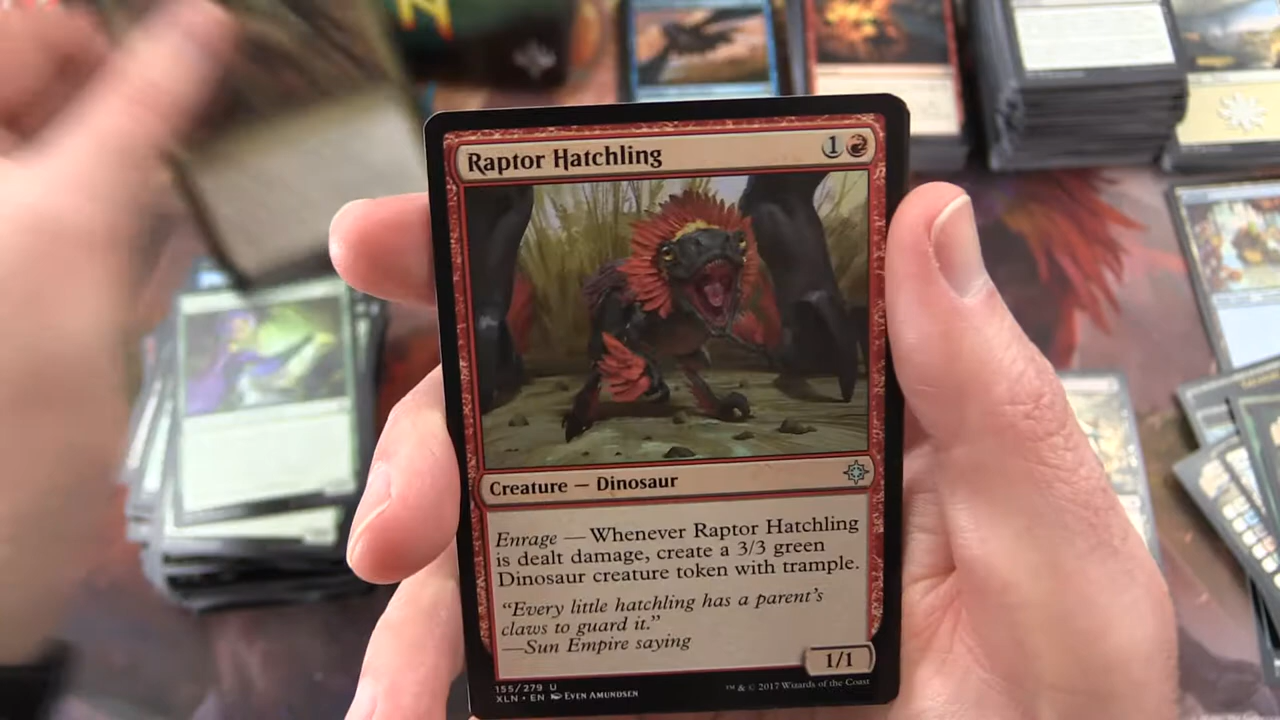 Raptor Hatchling 1
Creature — Dinosaur
Enrage — Whenever Raptor Hatchling
is dealt damage, create a 3/3 green
Dinosaur creature token with trample.
“Every little hatchling has a parent’s
claws to guard it.”
—Sun Empire saying
1/1
155/279 U
XLN • EN Even Amundsen
™ & © 2017 Wizards of the Coast